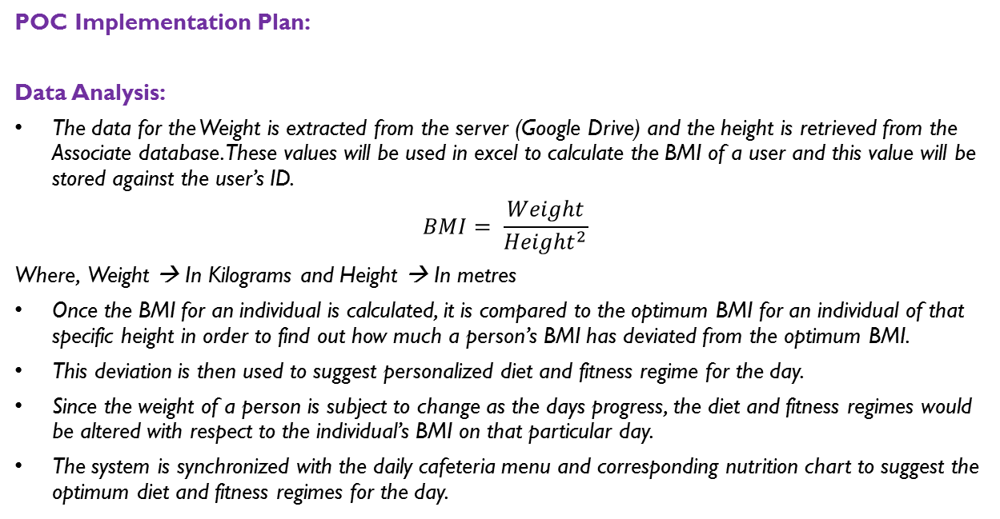 POC Implementation Plan:
Data Analysis:
• The data for the Weight is extracted from the server (Google Drive) and the height is retrieved from the
Associate database. These values will be used in excel to calculate the BMI of a user and this value will be
stored against the user's ID.
BMI = Weight / Height²
Where, Weight → In Kilograms and Height → In metres
• Once the BMI for an individual is calculated, it is compared to the optimum BMI for an individual of that
specific height in order to find out how much a person's BMI has deviated from the optimum BMI.
• This deviation is then used to suggest personalized diet and fitness regime for the day.
• Since the weight of a person is subject to change as the days progress, the diet and fitness regimes would
be altered with respect to the individual's BMI on that particular day.
• The system is synchronized with the daily cafeteria menu and corresponding nutrition chart to suggest the
optimum diet and fitness regimes for the day.